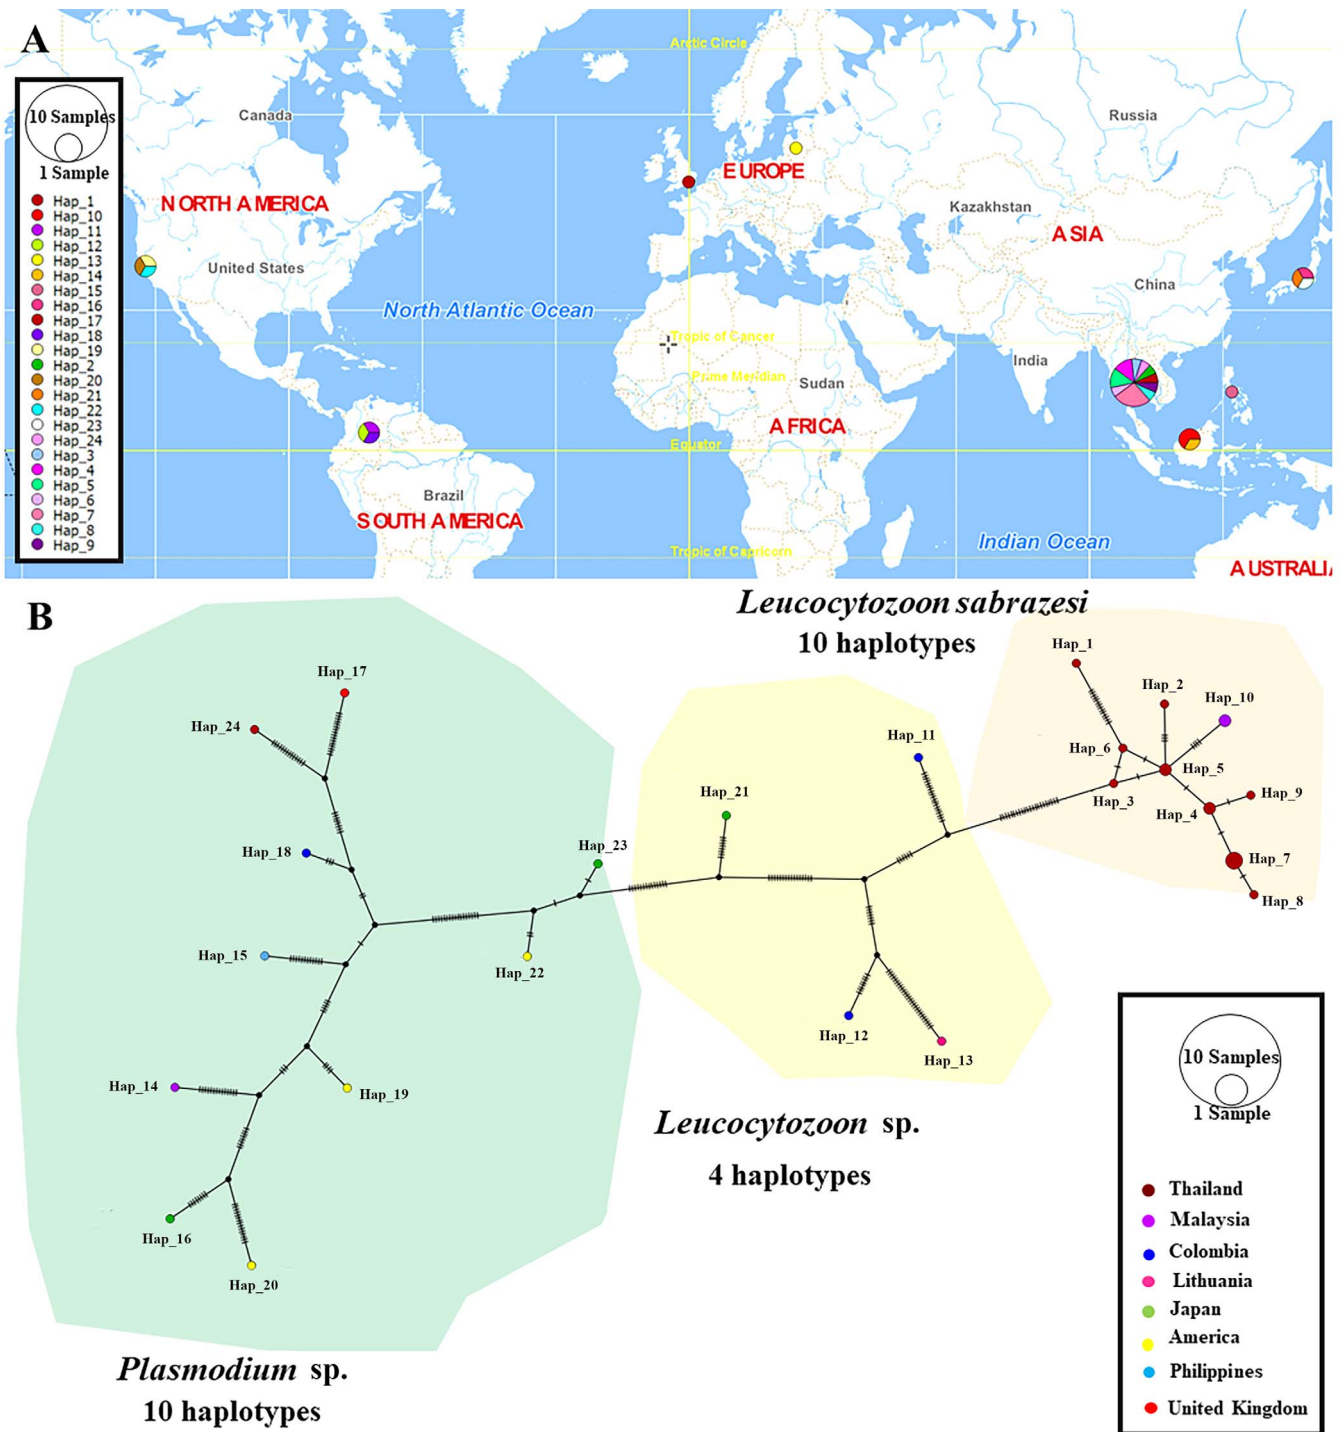 A
Arctic Circle
10 Samples
1 Sample
Hap_1
Hap_10
Hap_11
Hap_12
Hap_13
Hap_14
Hap_15
Hap_16
Hap_17
Hap_18
Hap_19
Hap_2
Hap_20
Hap_21
Hap_22
Hap_23
Hap_24
Hap_3
Hap_4
Hap_5
Hap_6
Hap_7
Hap_8
Hap_9
Canada
Russia
EUROPE
NORTH AMERICA
Kazakhstan
ASIA
United States
China
North Atlantic Ocean
Tropic of Cancer
India
Prime Meridian
Sudan
AFRICA
Equator
Brazil
SOUTH AMERICA
Indian Ocean
Tropic of Capricorn
AUSTRALIA
B
Leucocytozoon sabrazesi
10 haplotypes
Hap_1
Hap_17
Hap_2
Hap_10
Hap_24
Hap_11
Hap_6
Hap_5
Hap_21
Hap_3
Hap_9
Hap_4
Hap_23
Hap_18
Hap_7
Hap_8
Hap_15
Hap_22
Hap_12
Hap_13
Hap_14
Hap_19
Hap_16
Hap_20
Leucocytozoon sp.
4 haplotypes
Plasmodium sp.
10 haplotypes
10 Samples
1 Sample
Thailand
Malaysia
Colombia
Lithuania
Japan
America
Philippines
United Kingdom